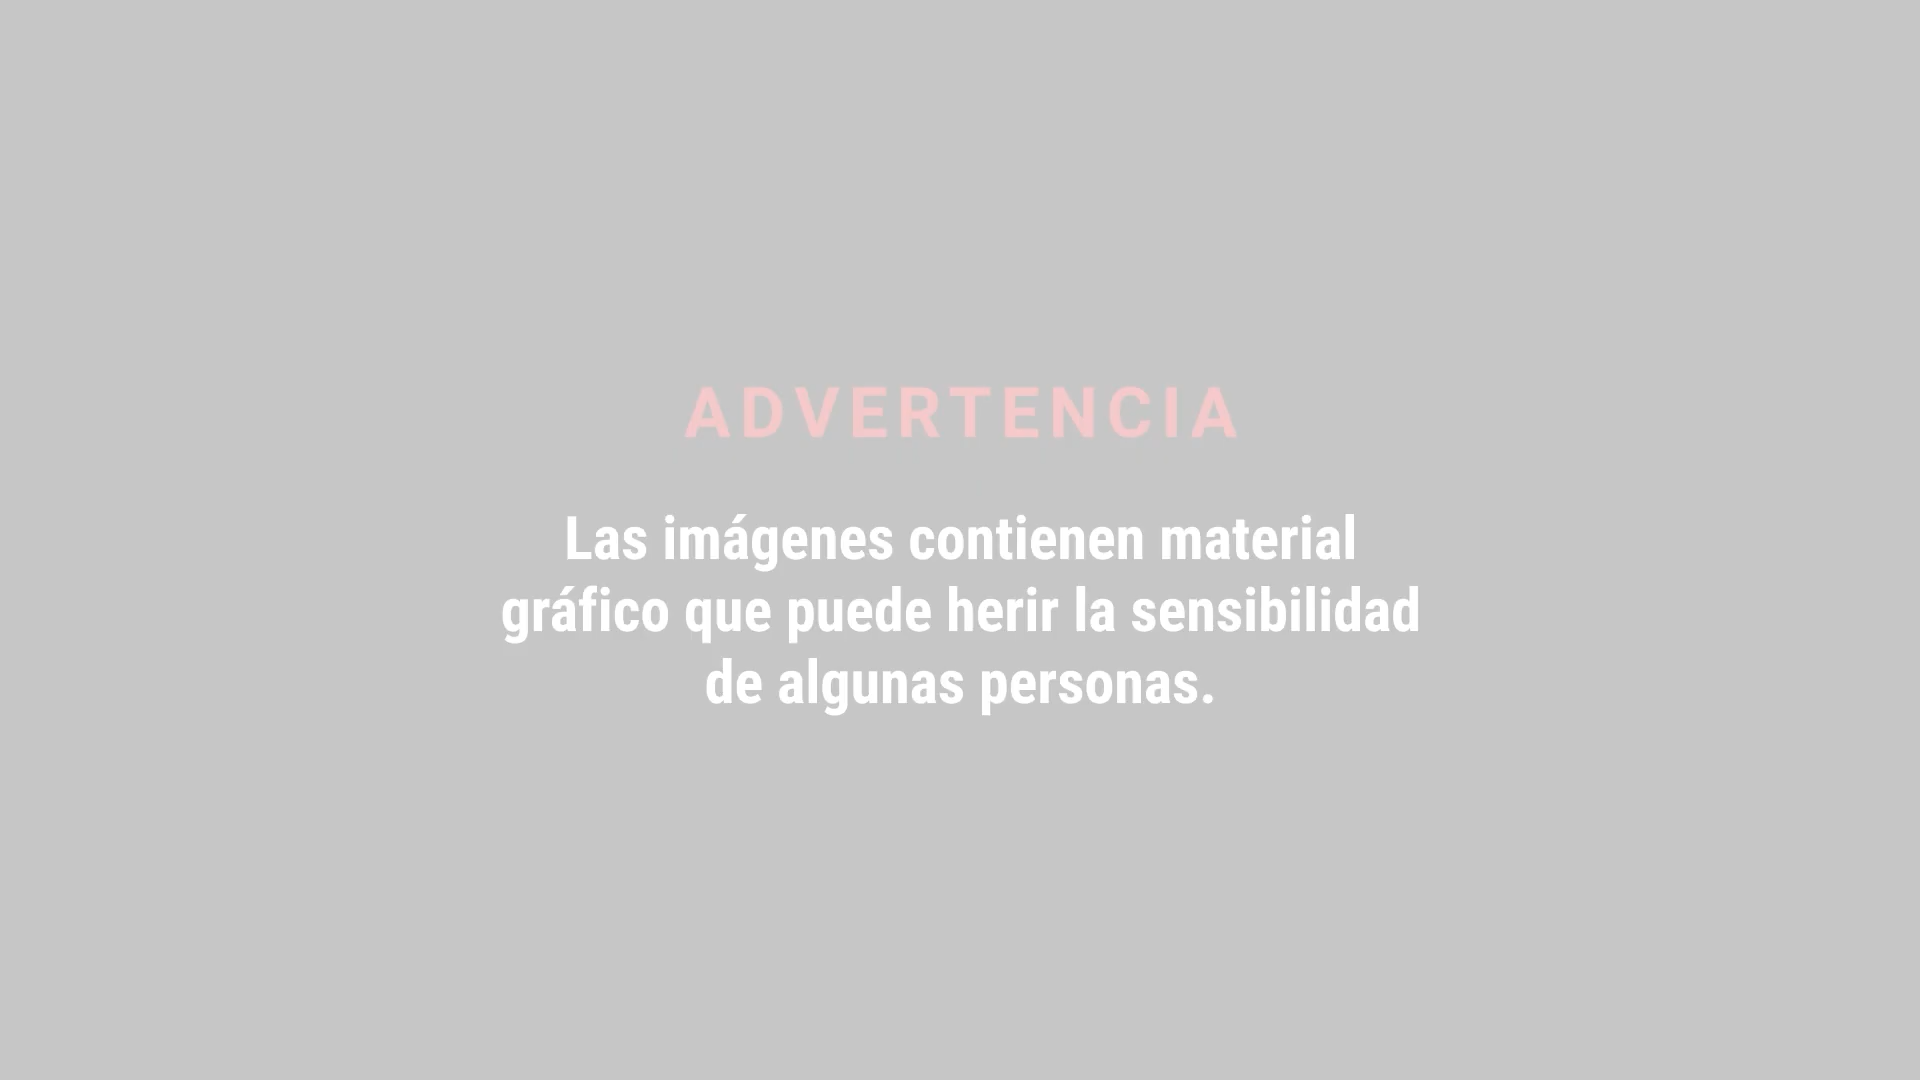 ADVERTENCIA
Las imágenes contienen material
gráfico que puede herir la sensibilidad
de algunas personas.